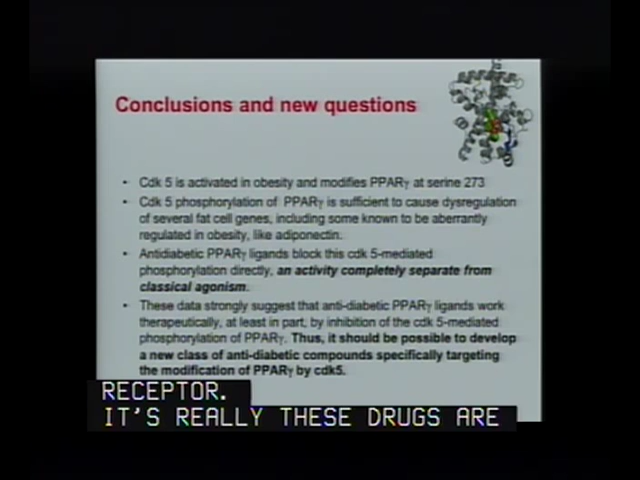 Conclusions and new questions
• Cdk 5 is activated in obesity and modifies PPARγ at serine 273
• Cdk 5 phosphorylation of PPARγ is sufficient to cause dysregulation
of several fat cell genes, including some known to be aberrantly
regulated in obesity, like adiponectin.
• Antidiabetic PPARγ ligands block this cdk 5-mediated
phosphorylation directly, an activity completely separate from
classical agonism.
• These data strongly suggest that anti-diabetic PPARγ ligands work
therapeutically, at least in part, by inhibition of the cdk 5-mediated
phosphorylation of PPARγ. Thus, it should be possible to develop
a new class of anti-diabetic compounds specifically targeting
the modification of PPARγ by cdk5.
RECEPTOR.
IT'S REALLY THESE DRUGS ARE